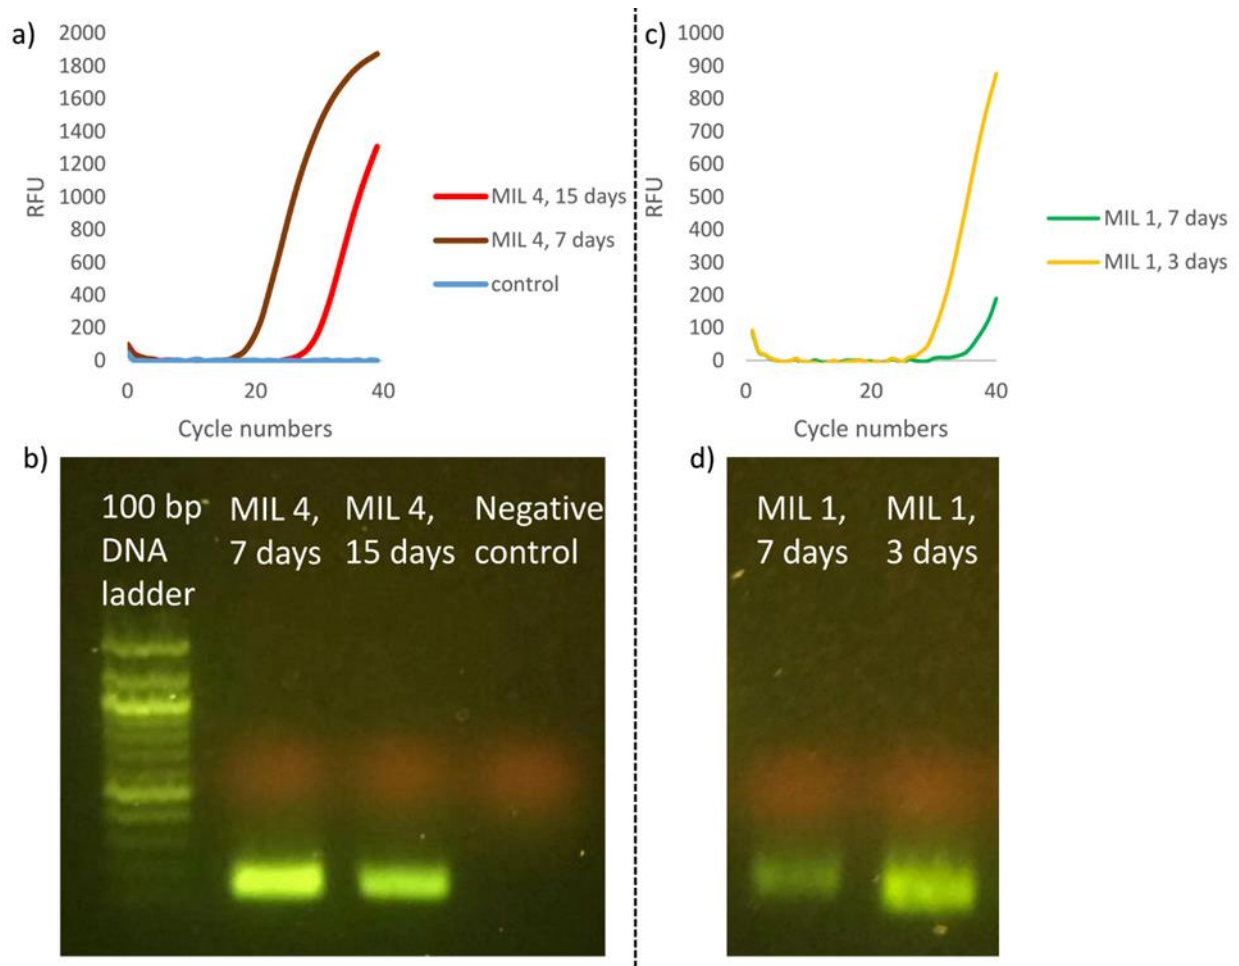 a)
2000
1800
1600
1400
1200
1000
800
600
400
200
0
RFU
0 20 40
Cycle numbers
MIL 4, 15 days
MIL 4, 7 days
control
c)
1000
900
800
700
600
500
400
300
200
100
0
RFU
0 20 40
Cycle numbers
MIL 1, 7 days
MIL 1, 3 days
b)
100 bp
DNA
ladder
MIL 4,
7 days
MIL 4,
15 days
Negative
control
d)
MIL 1,
7 days
MIL 1,
3 days